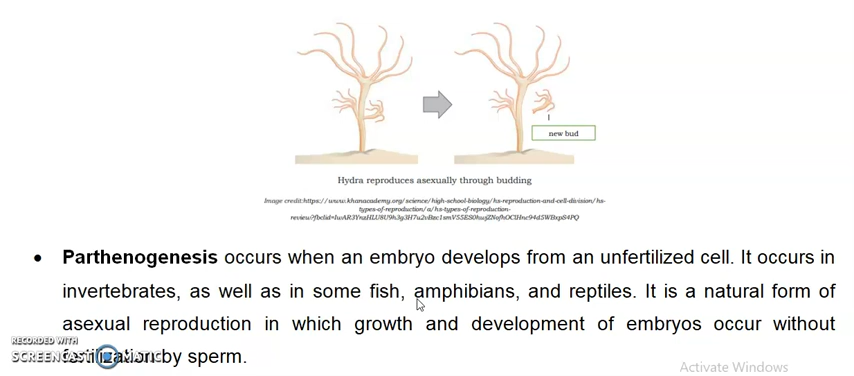 new bud
Hydra reproduces asexually through budding
Image credit:https://www.khanacademy.org/science/high-school-biology/hs-reproduction-and-cell-division/hs-
types-of-reproduction/a/hs-types-of-reproduction-
Parthenogenesis occurs when an embryo develops from an unfertilized cell. It occurs in
invertebrates, as well as in some fish, amphibians, and reptiles. It is a natural form of
asexual reproduction in which growth and development of embryos occur without
fertilization by sperm.
RECORDED WITH
SCREENCAST-O-MATIC
Activate Windows